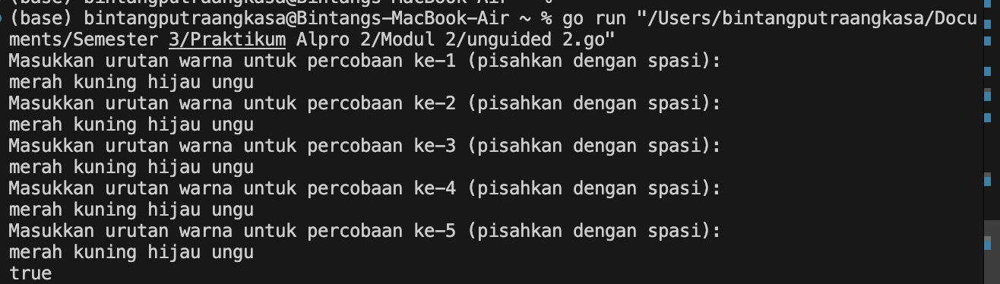 (base) bintangputraangkasa@Bintangs-MacBook-Air ~ %
(base) bintangputraangkasa@Bintangs-MacBook-Air ~ % go run "/Users/bintangputraangkasa/Docu
ments/Semester 3/Praktikum Alpro 2/Modul 2/unguided 2.go"
Masukkan urutan warna untuk percobaan ke-1 (pisahkan dengan spasi):
merah kuning hijau ungu
Masukkan urutan warna untuk percobaan ke-2 (pisahkan dengan spasi):
merah kuning hijau ungu
Masukkan urutan warna untuk percobaan ke-3 (pisahkan dengan spasi):
merah kuning hijau ungu
Masukkan urutan warna untuk percobaan ke-4 (pisahkan dengan spasi):
merah kuning hijau ungu
Masukkan urutan warna untuk percobaan ke-5 (pisahkan dengan spasi):
merah kuning hijau ungu
true